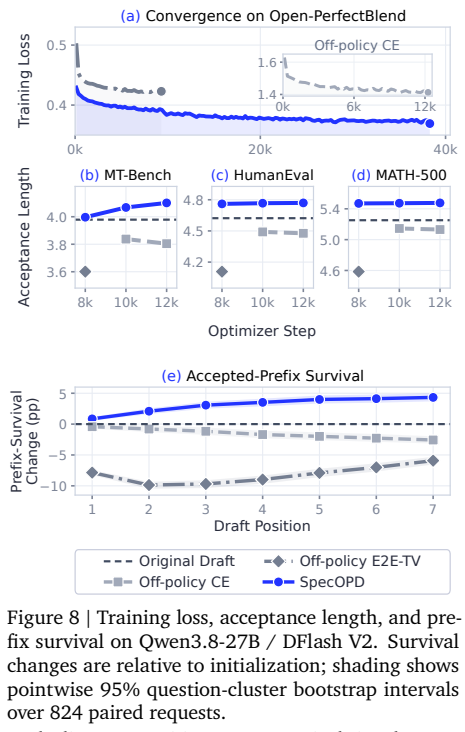 (a) Convergence on Open-PerfectBlend
Training Loss
0.5
0.4
Off-policy CE
1.6
1.4
0k 6k 12k
0k 20k 40k
(b) MT-Bench (c) HumanEval (d) MATH-500
Acceptance Length
4.0
3.6
4.8
4.2
5.4
4.6
8k 10k 12k 8k 10k 12k 8k 10k 12k
Optimizer Step
(e) Accepted-Prefix Survival
Prefix-Survival
Change (pp)
5
0
−5
−10
1 2 3 4 5 6 7
Draft Position
Original Draft Off-policy E2E-TV
Off-policy CE SpecOPD
Figure 8 | Training loss, acceptance length, and pre-
fix survival on Qwen3.8-27B / DFlash V2. Survival
changes are relative to initialization; shading shows
pointwise 95% question-cluster bootstrap intervals
over 824 paired requests.